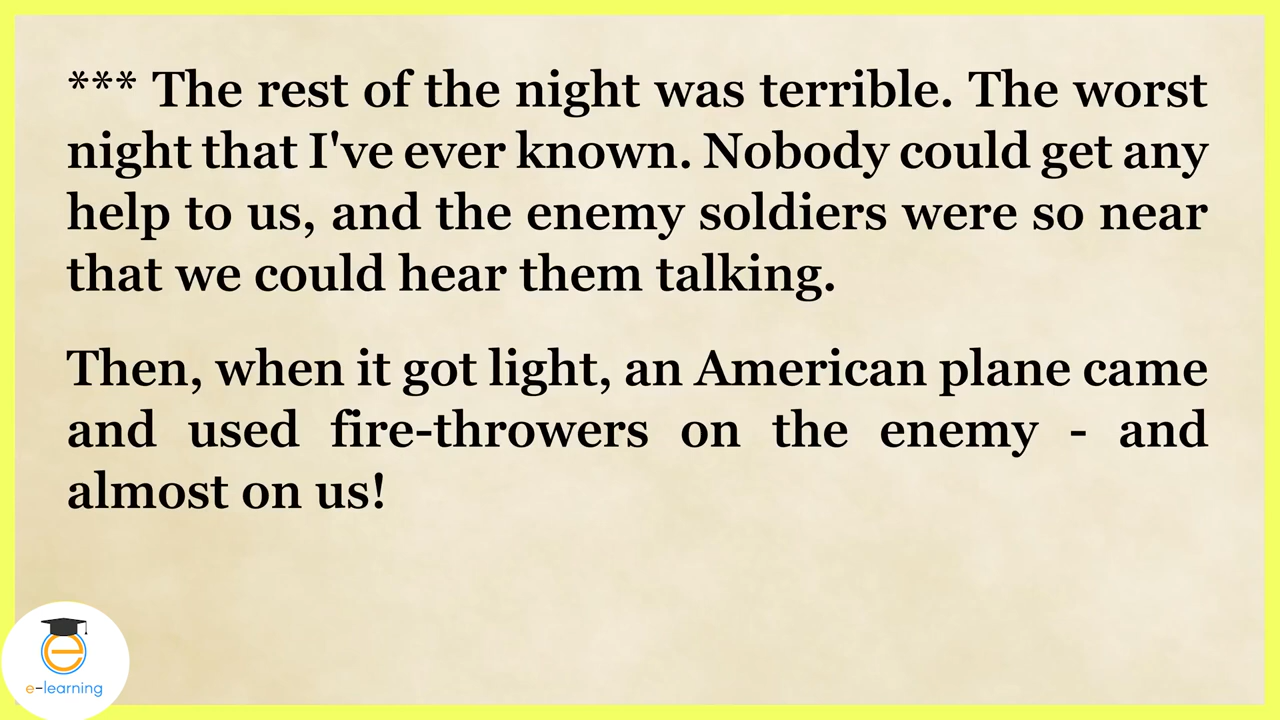 *** The rest of the night was terrible. The worst
night that I've ever known. Nobody could get any
help to us, and the enemy soldiers were so near
that we could hear them talking.
Then, when it got light, an American plane came
and used fire-throwers on the enemy - and
almost on us!
e-learning